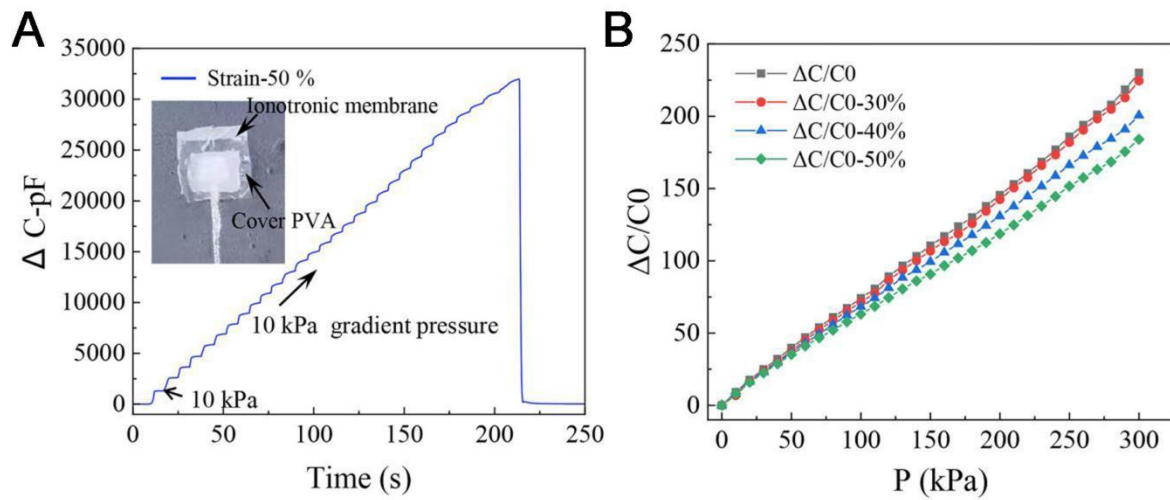 A
35000
30000
25000
20000
15000
10000
5000
0
Δ C-pF
Strain-50 %
Ionotronic membrane
Cover PVA
10 kPa gradient pressure
10 kPa
0 50 100 150 200 250
Time (s)
B
250
200
150
100
50
0
ΔC/C0
ΔC/C0
ΔC/C0-30%
ΔC/C0-40%
ΔC/C0-50%
0 50 100 150 200 250 300
P (kPa)